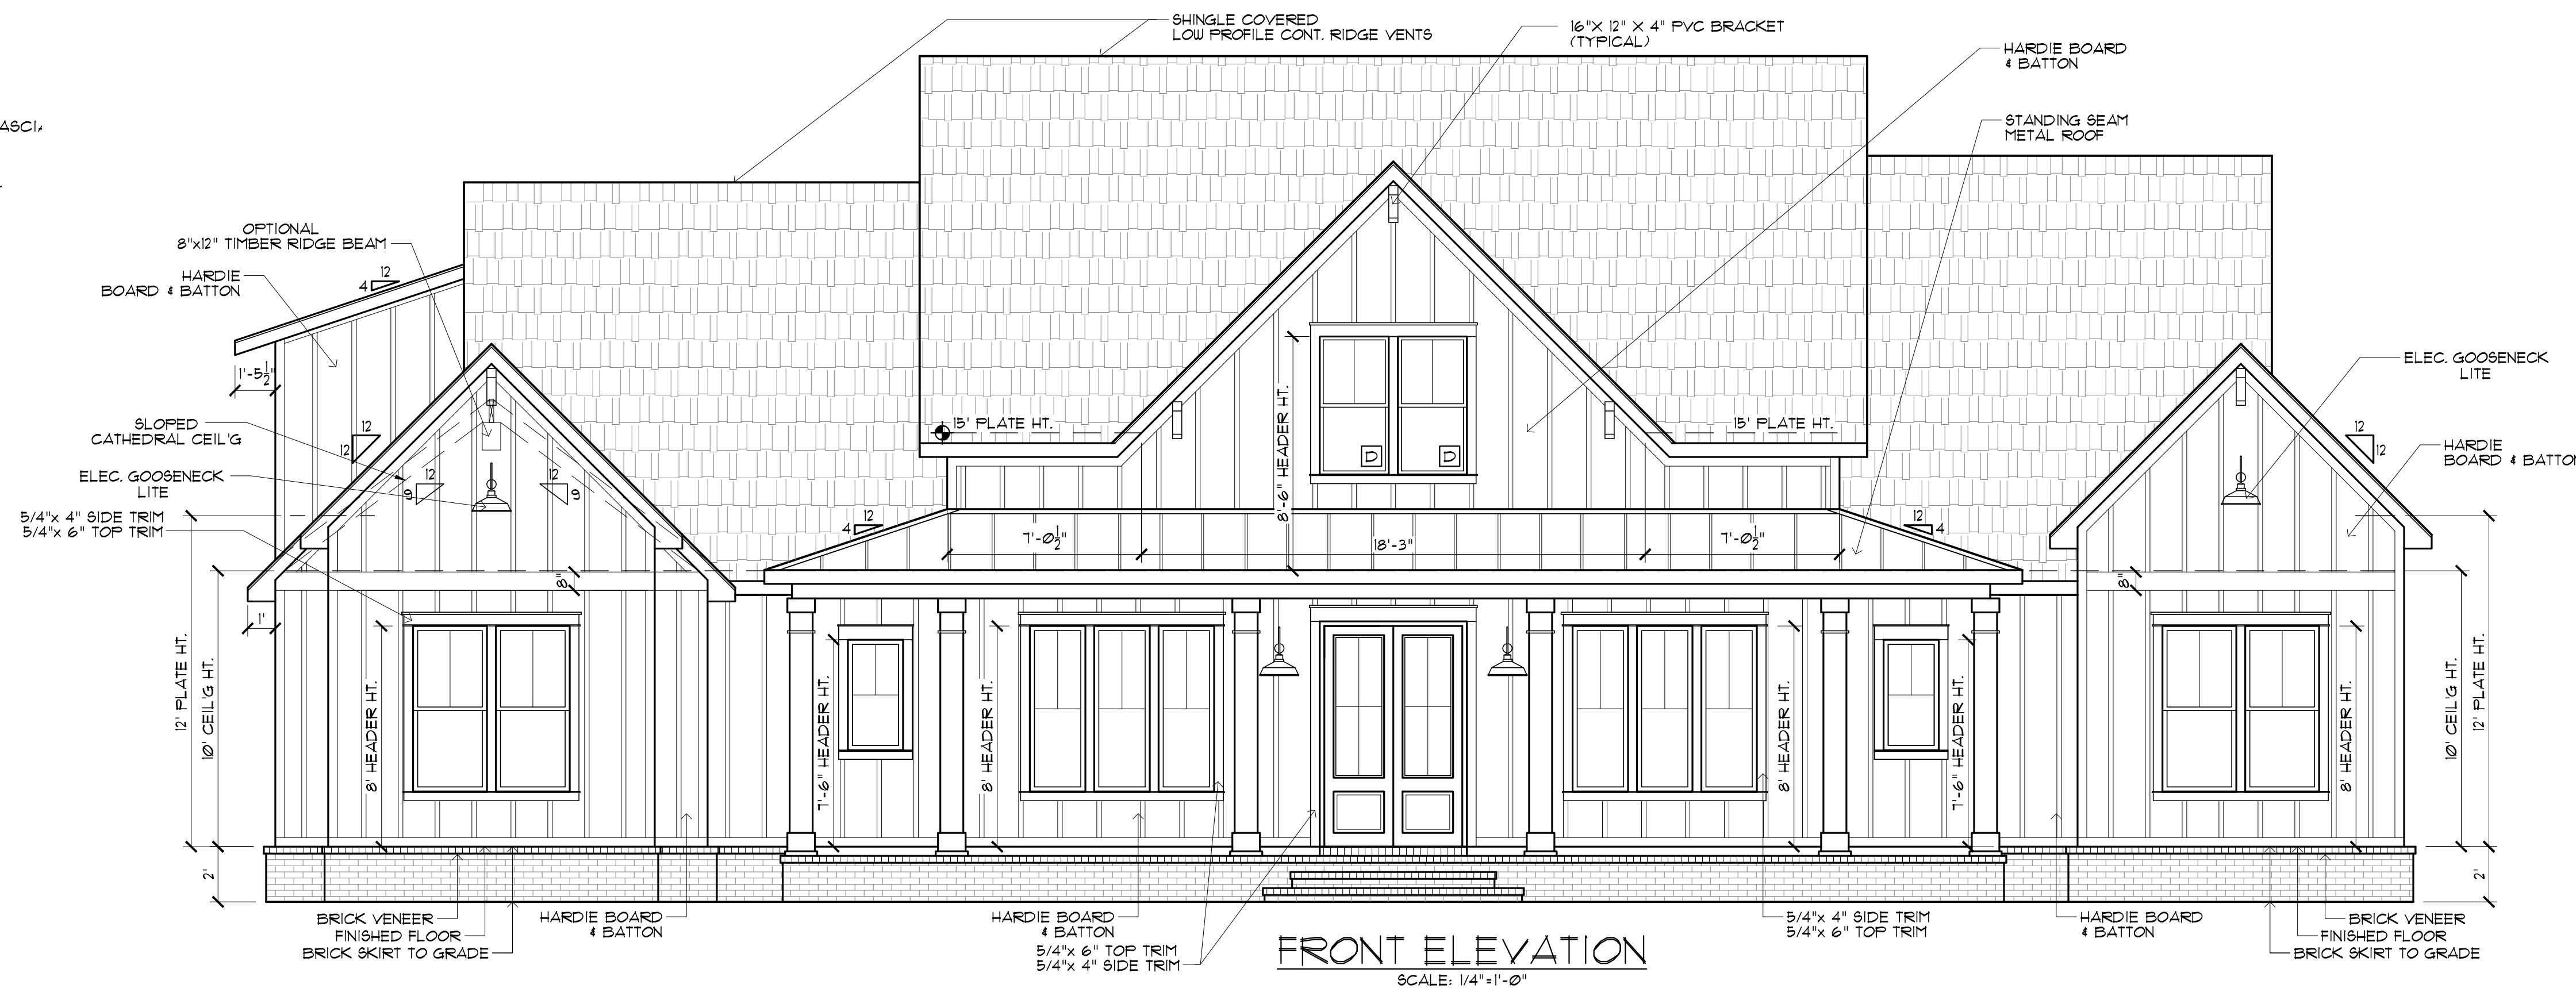 SHINGLE COVERED
LOW PROFILE CONT. RIDGE VENTS
16"X 12" X 4" PVC BRACKET
(TYPICAL)
HARDIE BOARD
& BATTON
ASCIA
STANDING SEAM
METAL ROOF
OPTIONAL
8"x12" TIMBER RIDGE BEAM
HARDIE
BOARD & BATTON
12
4
1'-5½"
SLOPED
CATHEDRAL CEIL'G
12
12
ELEC. GOOSENECK
LITE
12
9
12
9
5/4"x 4" SIDE TRIM
5/4"x 6" TOP TRIM
15' PLATE HT.
15' PLATE HT.
8'-6" HEADER HT.
D
D
ELEC. GOOSENECK
LITE
12
12
HARDIE
BOARD & BATTON
12
4
7'-0½"
18'-3"
7'-0½"
12
4
8"
8"
1'
12' PLATE HT.
10' CEIL'G HT.
8' HEADER HT.
7'-6" HEADER HT.
8' HEADER HT.
8' HEADER HT.
7'-6" HEADER HT.
8' HEADER HT.
10' CEIL'G HT.
12' PLATE HT.
2'
2'
BRICK VENEER
FINISHED FLOOR
BRICK SKIRT TO GRADE
HARDIE BOARD
& BATTON
HARDIE BOARD
& BATTON
5/4"x 6" TOP TRIM
5/4"x 4" SIDE TRIM
5/4"x 4" SIDE TRIM
5/4"x 6" TOP TRIM
HARDIE BOARD
& BATTON
BRICK VENEER
FINISHED FLOOR
BRICK SKIRT TO GRADE
FRONT ELEVATION
SCALE: 1/4"=1'-0"